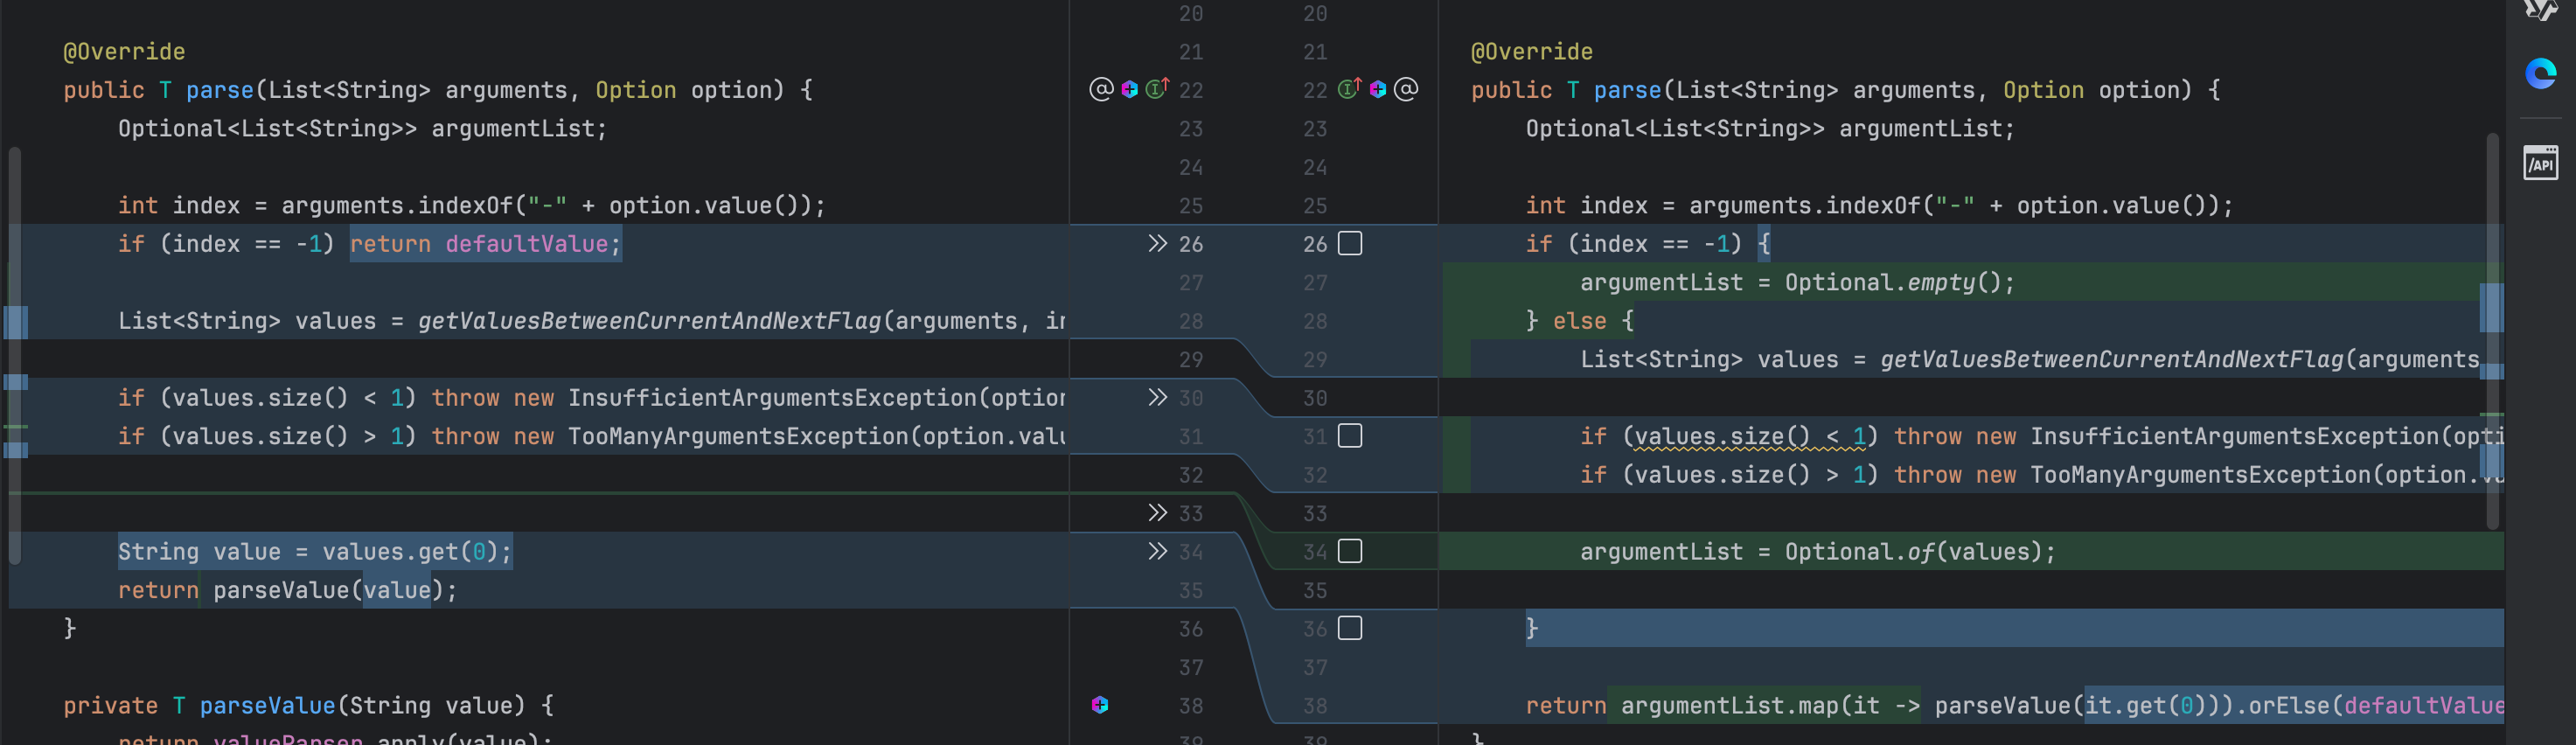 @Override
public T parse(List<String> arguments, Option option) {
Optional<List<String>> argumentList;
int index = arguments.indexOf("-" + option.value());
if (index == -1) return defaultValue;
List<String> values = getValuesBetweenCurrentAndNextFlag(arguments, in
if (values.size() < 1) throw new InsufficientArgumentsException(option
if (values.size() > 1) throw new TooManyArgumentsException(option.valu
String value = values.get(0);
return parseValue(value);
}
private T parseValue(String value) {
return valueParser.apply(value);
20 20
21 21
22 22
23 23
24 24
25 25
26 26
27 27
28 28
29 29
30 30
31 31
32 32
33 33
34 34
35 35
36 36
37 37
38 38
39 39
@Override
public T parse(List<String> arguments, Option option) {
Optional<List<String>> argumentList;
int index = arguments.indexOf("-" + option.value());
if (index == -1) {
argumentList = Optional.empty();
} else {
List<String> values = getValuesBetweenCurrentAndNextFlag(arguments
if (values.size() < 1) throw new InsufficientArgumentsException(opti
if (values.size() > 1) throw new TooManyArgumentsException(option.va
argumentList = Optional.of(values);
}
return argumentList.map(it -> parseValue(it.get(0))).orElse(defaultValue
}
/API